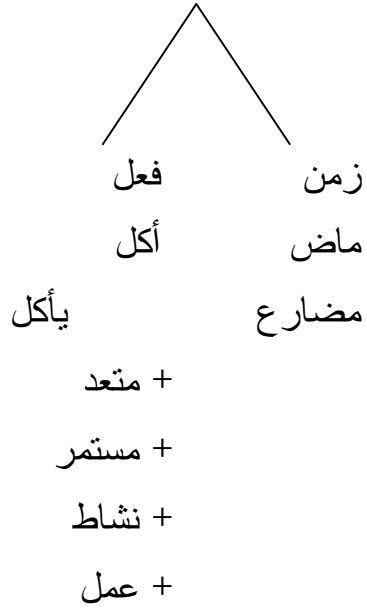 زمن فعل
ماض أكل
مضارع يأكل
+ متعد
+ مستمر
+ نشاط
+ عمل